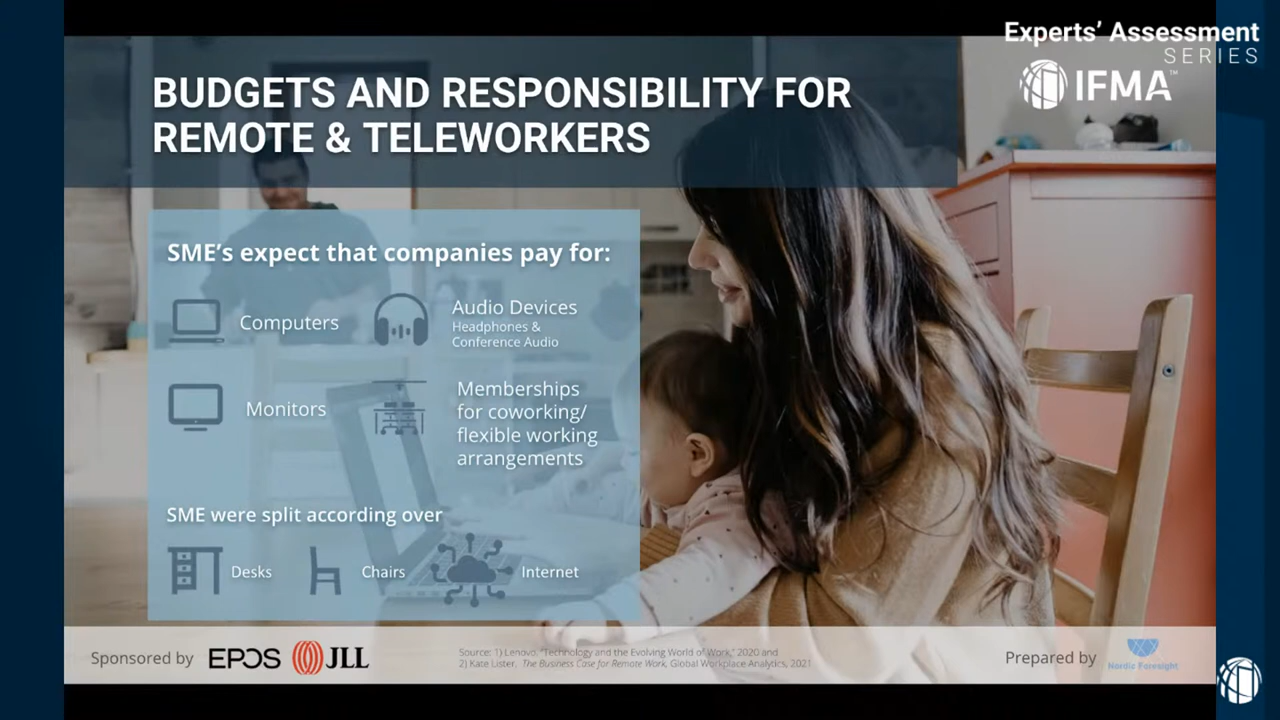 Experts' Assessment
SERIES
IFMA™
BUDGETS AND RESPONSIBILITY FOR
REMOTE & TELEWORKERS
SME's expect that companies pay for:
Computers
Audio Devices
Headphones &
Conference Audio
Monitors
Memberships
for coworking/
flexible working
arrangements
SME were split according over
Desks
Chairs
Internet
Sponsored by
EPOS
JLL
Source: 1) Lenovo. "Technology and the Evolving World of Work," 2020 and
2) Kate Lister. The Business Case for Remote Work, Global Workplace Analytics, 2021
Prepared by
Nordic Foresight